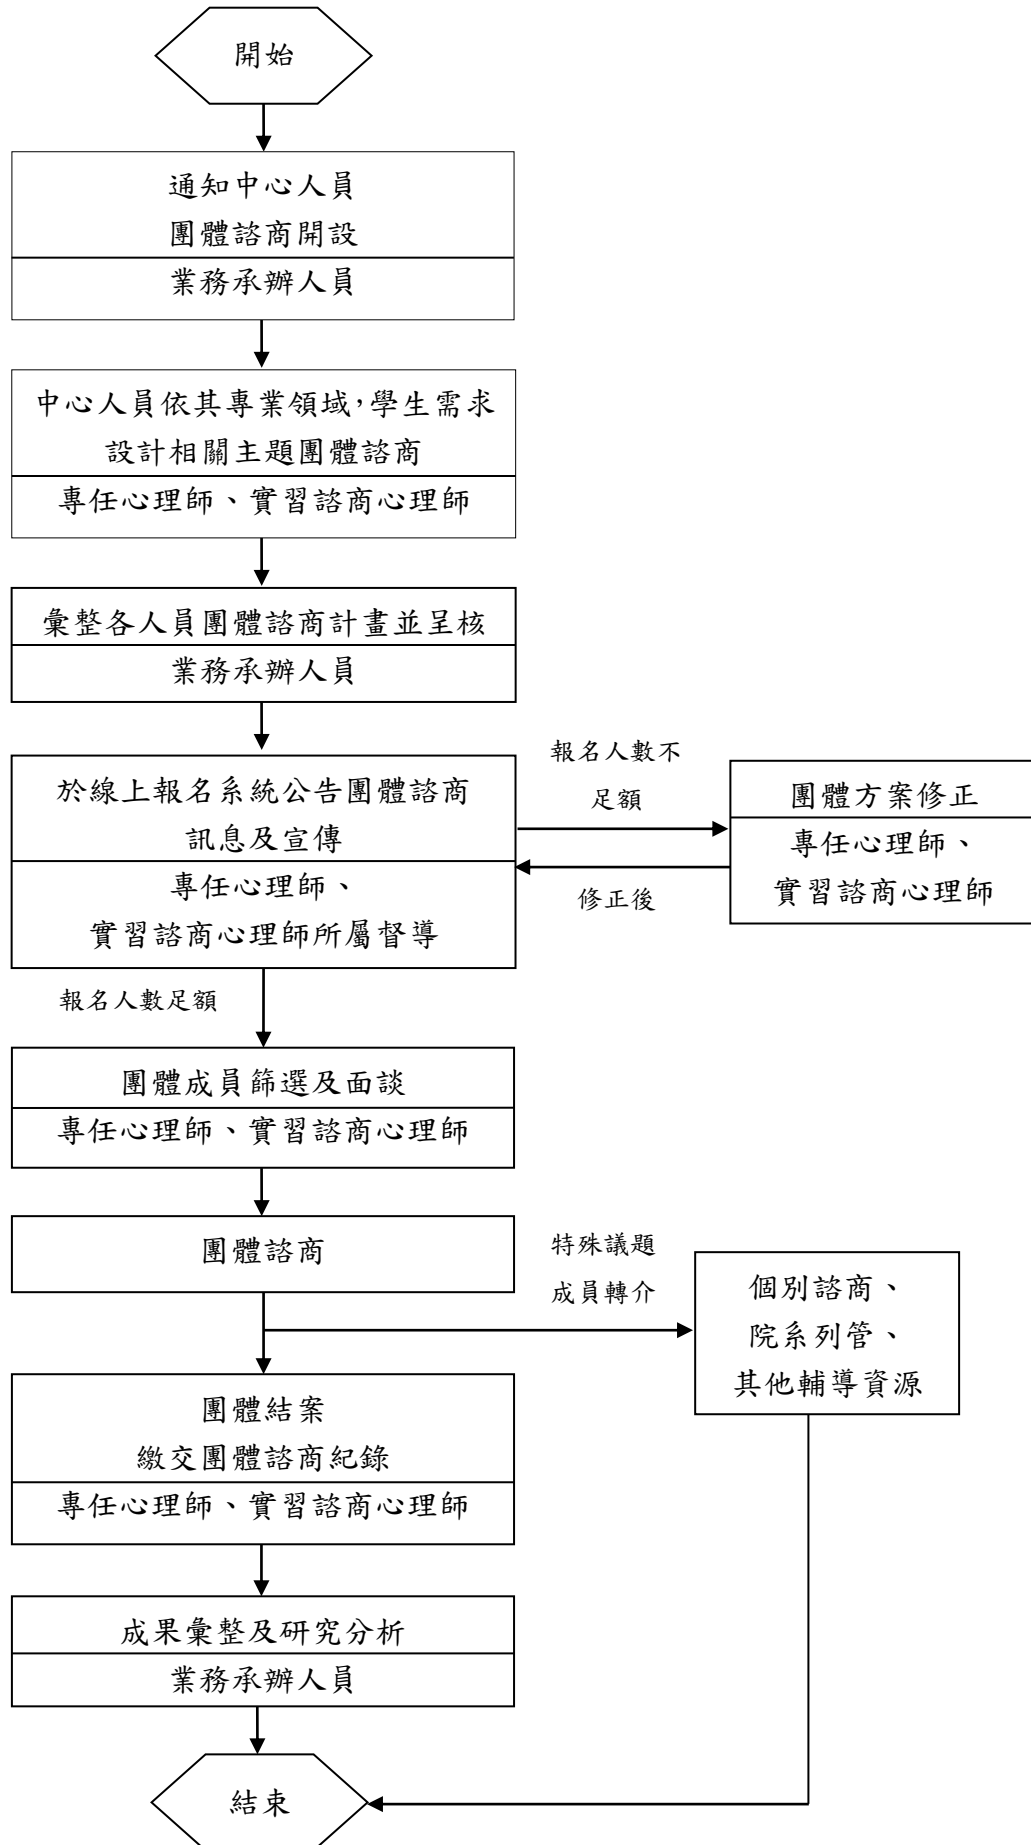 開始
通知中心人員
團體諮商開設
業務承辦人員
中心人員依其專業領域，學生需求
設計相關主題團體諮商
專任心理師、實習諮商心理師
彙整各人員團體諮商計畫並呈核
業務承辦人員
於線上報名系統公告團體諮商
訊息及宣傳
專任心理師、
實習諮商心理師所屬督導
報名人數不
足額
修正後
團體方案修正
專任心理師、
實習諮商心理師
報名人數足額
團體成員篩選及面談
專任心理師、實習諮商心理師
團體諮商
特殊議題
成員轉介
個別諮商、
院系列管、
其他輔導資源
團體結案
繳交團體諮商紀錄
專任心理師、實習諮商心理師
成果彙整及研究分析
業務承辦人員
結束